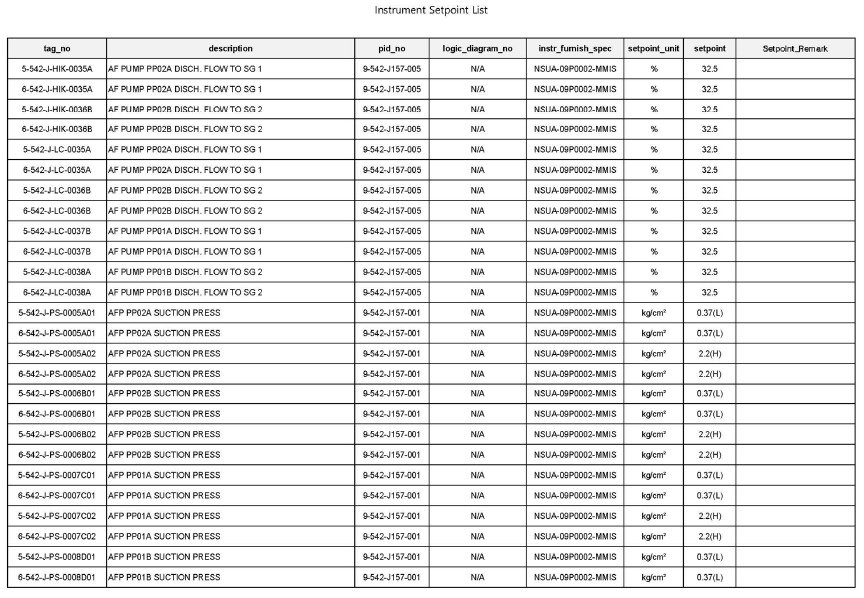 Instrument Setpoint List
tag_no description pid_no logic_diagram_no instr_furnish_spec setpoint_unit setpoint Setpoint_Remark
5-542-J-HIK-0035A AF PUMP PP02A DISCH. FLOW TO SG 1 9-542-J157-005 N/A NSUA-09P0002-MMIS % 32.5
6-542-J-HIK-0035A AF PUMP PP02A DISCH. FLOW TO SG 1 9-542-J157-005 N/A NSUA-09P0002-MMIS % 32.5
5-542-J-HIK-0036B AF PUMP PP02B DISCH. FLOW TO SG 2 9-542-J157-005 N/A NSUA-09P0002-MMIS % 32.5
6-542-J-HIK-0036B AF PUMP PP02B DISCH. FLOW TO SG 2 9-542-J157-005 N/A NSUA-09P0002-MMIS % 32.5
5-542-J-LC-0035A AF PUMP PP02A DISCH. FLOW TO SG 1 9-542-J157-005 N/A NSUA-09P0002-MMIS % 32.5
6-542-J-LC-0035A AF PUMP PP02A DISCH. FLOW TO SG 1 9-542-J157-005 N/A NSUA-09P0002-MMIS % 32.5
5-542-J-LC-0036B AF PUMP PP02B DISCH. FLOW TO SG 2 9-542-J157-005 N/A NSUA-09P0002-MMIS % 32.5
6-542-J-LC-0036B AF PUMP PP02B DISCH. FLOW TO SG 2 9-542-J157-005 N/A NSUA-09P0002-MMIS % 32.5
5-542-J-LC-0037B AF PUMP PP01A DISCH. FLOW TO SG 1 9-542-J157-005 N/A NSUA-09P0002-MMIS % 32.5
6-542-J-LC-0037B AF PUMP PP01A DISCH. FLOW TO SG 1 9-542-J157-005 N/A NSUA-09P0002-MMIS % 32.5
5-542-J-LC-0038A AF PUMP PP01B DISCH. FLOW TO SG 2 9-542-J157-005 N/A NSUA-09P0002-MMIS % 32.5
6-542-J-LC-0038A AF PUMP PP01B DISCH. FLOW TO SG 2 9-542-J157-005 N/A NSUA-09P0002-MMIS % 32.5
5-542-J-PS-0005A01 AFP PP02A SUCTION PRESS 9-542-J157-001 N/A NSUA-09P0002-MMIS kg/cm² 0.37(L)
6-542-J-PS-0005A01 AFP PP02A SUCTION PRESS 9-542-J157-001 N/A NSUA-09P0002-MMIS kg/cm² 0.37(L)
5-542-J-PS-0005A02 AFP PP02A SUCTION PRESS 9-542-J157-001 N/A NSUA-09P0002-MMIS kg/cm² 2.2(H)
6-542-J-PS-0005A02 AFP PP02A SUCTION PRESS 9-542-J157-001 N/A NSUA-09P0002-MMIS kg/cm² 2.2(H)
5-542-J-PS-0006B01 AFP PP02B SUCTION PRESS 9-542-J157-001 N/A NSUA-09P0002-MMIS kg/cm² 0.37(L)
6-542-J-PS-0006B01 AFP PP02B SUCTION PRESS 9-542-J157-001 N/A NSUA-09P0002-MMIS kg/cm² 0.37(L)
5-542-J-PS-0006B02 AFP PP02B SUCTION PRESS 9-542-J157-001 N/A NSUA-09P0002-MMIS kg/cm² 2.2(H)
6-542-J-PS-0006B02 AFP PP02B SUCTION PRESS 9-542-J157-001 N/A NSUA-09P0002-MMIS kg/cm² 2.2(H)
5-542-J-PS-0007C01 AFP PP01A SUCTION PRESS 9-542-J157-001 N/A NSUA-09P0002-MMIS kg/cm² 0.37(L)
6-542-J-PS-0007C01 AFP PP01A SUCTION PRESS 9-542-J157-001 N/A NSUA-09P0002-MMIS kg/cm² 0.37(L)
5-542-J-PS-0007C02 AFP PP01A SUCTION PRESS 9-542-J157-001 N/A NSUA-09P0002-MMIS kg/cm² 2.2(H)
6-542-J-PS-0007C02 AFP PP01A SUCTION PRESS 9-542-J157-001 N/A NSUA-09P0002-MMIS kg/cm² 2.2(H)
5-542-J-PS-0008D01 AFP PP01B SUCTION PRESS 9-542-J157-001 N/A NSUA-09P0002-MMIS kg/cm² 0.37(L)
6-542-J-PS-0008D01 AFP PP01B SUCTION PRESS 9-542-J157-001 N/A NSUA-09P0002-MMIS kg/cm² 0.37(L)